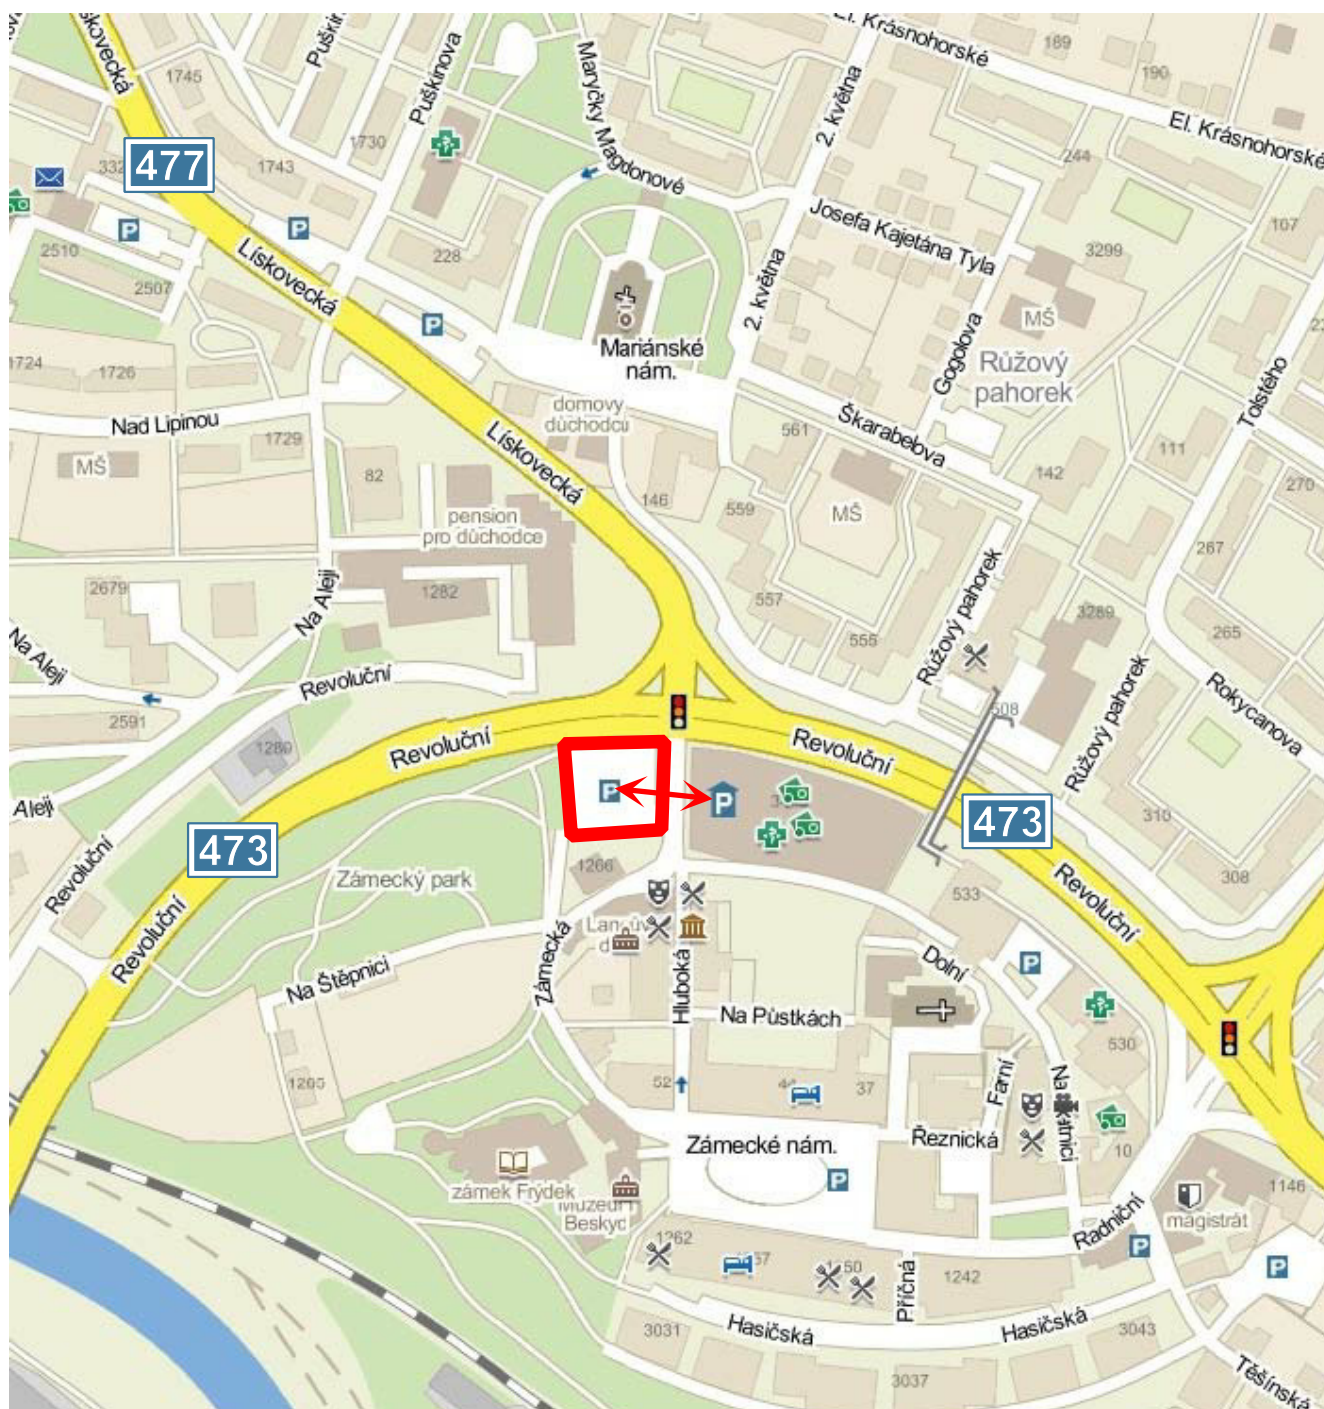 El. Krásnohorské
189
Lískovecká
Puškinova
Maryčky Magdonové
2. května
190
1745
El. Krásnohorské
477
1743
1730
244
Josefa Kajetána Tyla
107
P
P
228
3299
2510
2507
Lískovecká
2. května
P
MŠ
Mariánské
nám.
Gogolova
Růžový
pahorek
1724
1726
Tolstého
domovy
důchodců
Nad Lipinou
1729
Škarabelova
561
Lískovecká
MŠ
82
142
111
146
559
MŠ
270
pension
pro důchodce
267
Růžový pahorek
2679
1282
557
3289
Na Aleji
Na Aleji
555
265
Revoluční
Růžový pahorek
Rokycanova
508
2591
1280
Revoluční
Revoluční
P
P
Aleji
473
473
310
Revoluční
Zámecký park
1266
533
Revoluční
308
Revoluční
Zámecká
Dolní
P
Na Štěpnici
Hluboká
Na Půstkách
530
1205
52
37
Farní
Zámecké nám.
Řeznická
10
P
zámek Frýdek
Beskyd
magistrát
1146
1262
Radniční
P
P
1242
Příčná
3031
Hasičská
Hasičská
3043
3037
Těšínská